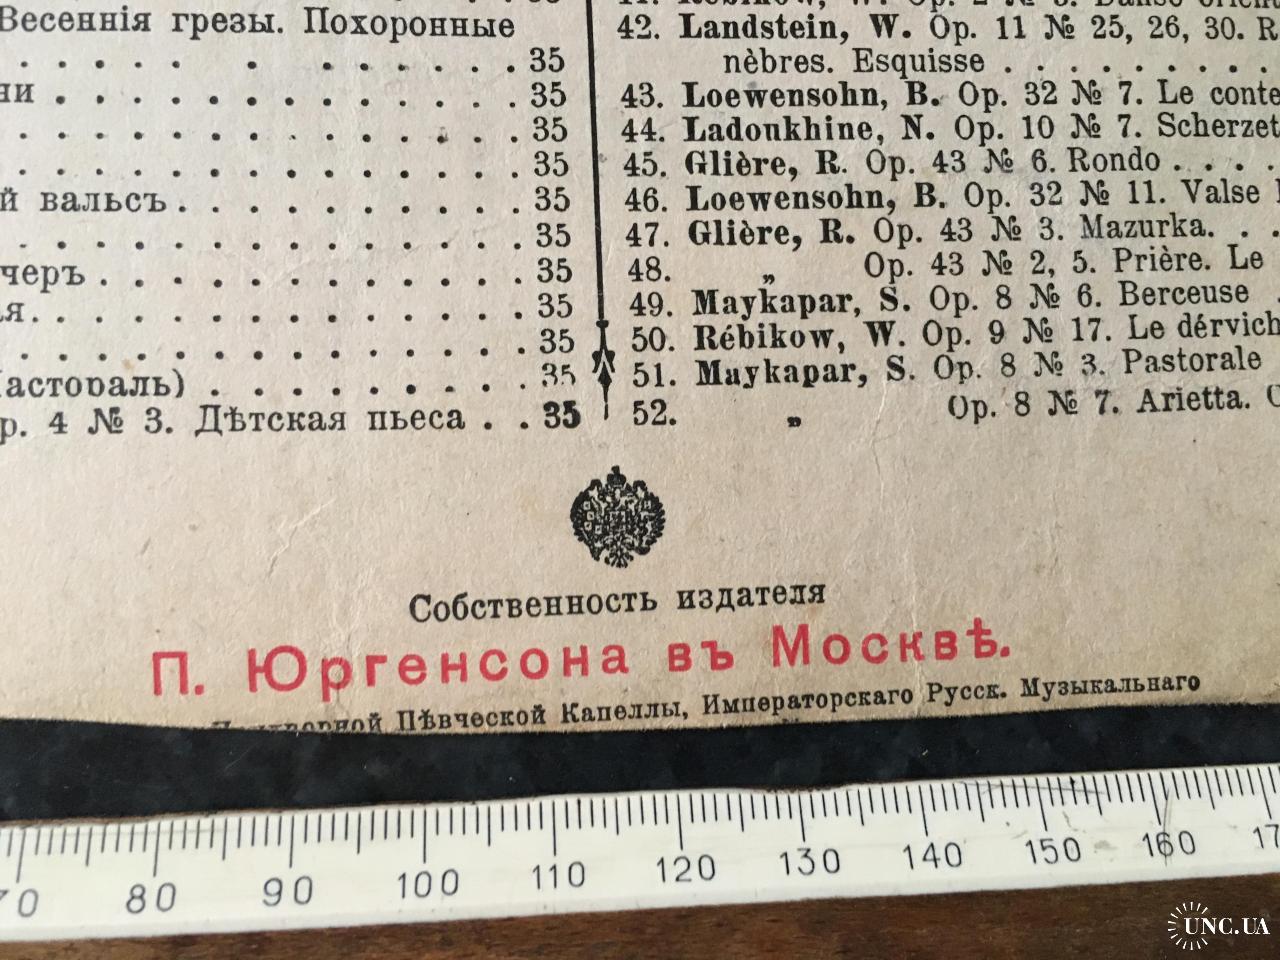 Весеннія грезы. Похоронные
. . . . . . . . . . . . 35
ни . . . . . . . . . . . . 35
. . . . . . . . . . . . 35
. . . . . . . . . . . . 35
й вальсъ . . . . . . . . . . 35
. . . . . . . . . . . . 35
черъ . . . . . . . . . . . 35
я. . . . . . . . . . . . . 35
. . . . . . . . . . . . 35
Пастораль) . . . . . . . . . 35
р. 4 № 3. Дѣтская пьеса . . 35
42. Landstein, W. Op. 11 № 25, 26, 30. R
nèbres. Esquisse . . . . . . . . .
43. Loewensohn, B. Op. 32 № 7. Le conte
44. Ladoukhine, N. Op. 10 № 7. Scherzet
45. Glière, R. Op. 43 № 6. Rondo . . . .
46. Loewensohn, B. Op. 32 № 11. Valse
47. Glière, R. Op. 43 № 3. Mazurka. . .
48. „ Op. 43 № 2, 5. Prière. Le
49. Maykapar, S. Op. 8 № 6. Berceuse .
50. Rébikow, W. Op. 9 № 17. Le dérvich
51. Maykapar, S. Op. 8 № 3. Pastorale
52. „ Op. 8 № 7. Arietta.
Собственность издателя
П. Юргенсона въ Москвѣ.
Придворной Пѣвческой Капеллы, Императорскаго Русск. Музыкальнаго
70 80 90 100 110 120 130 140 150 160 17
UNC.UA